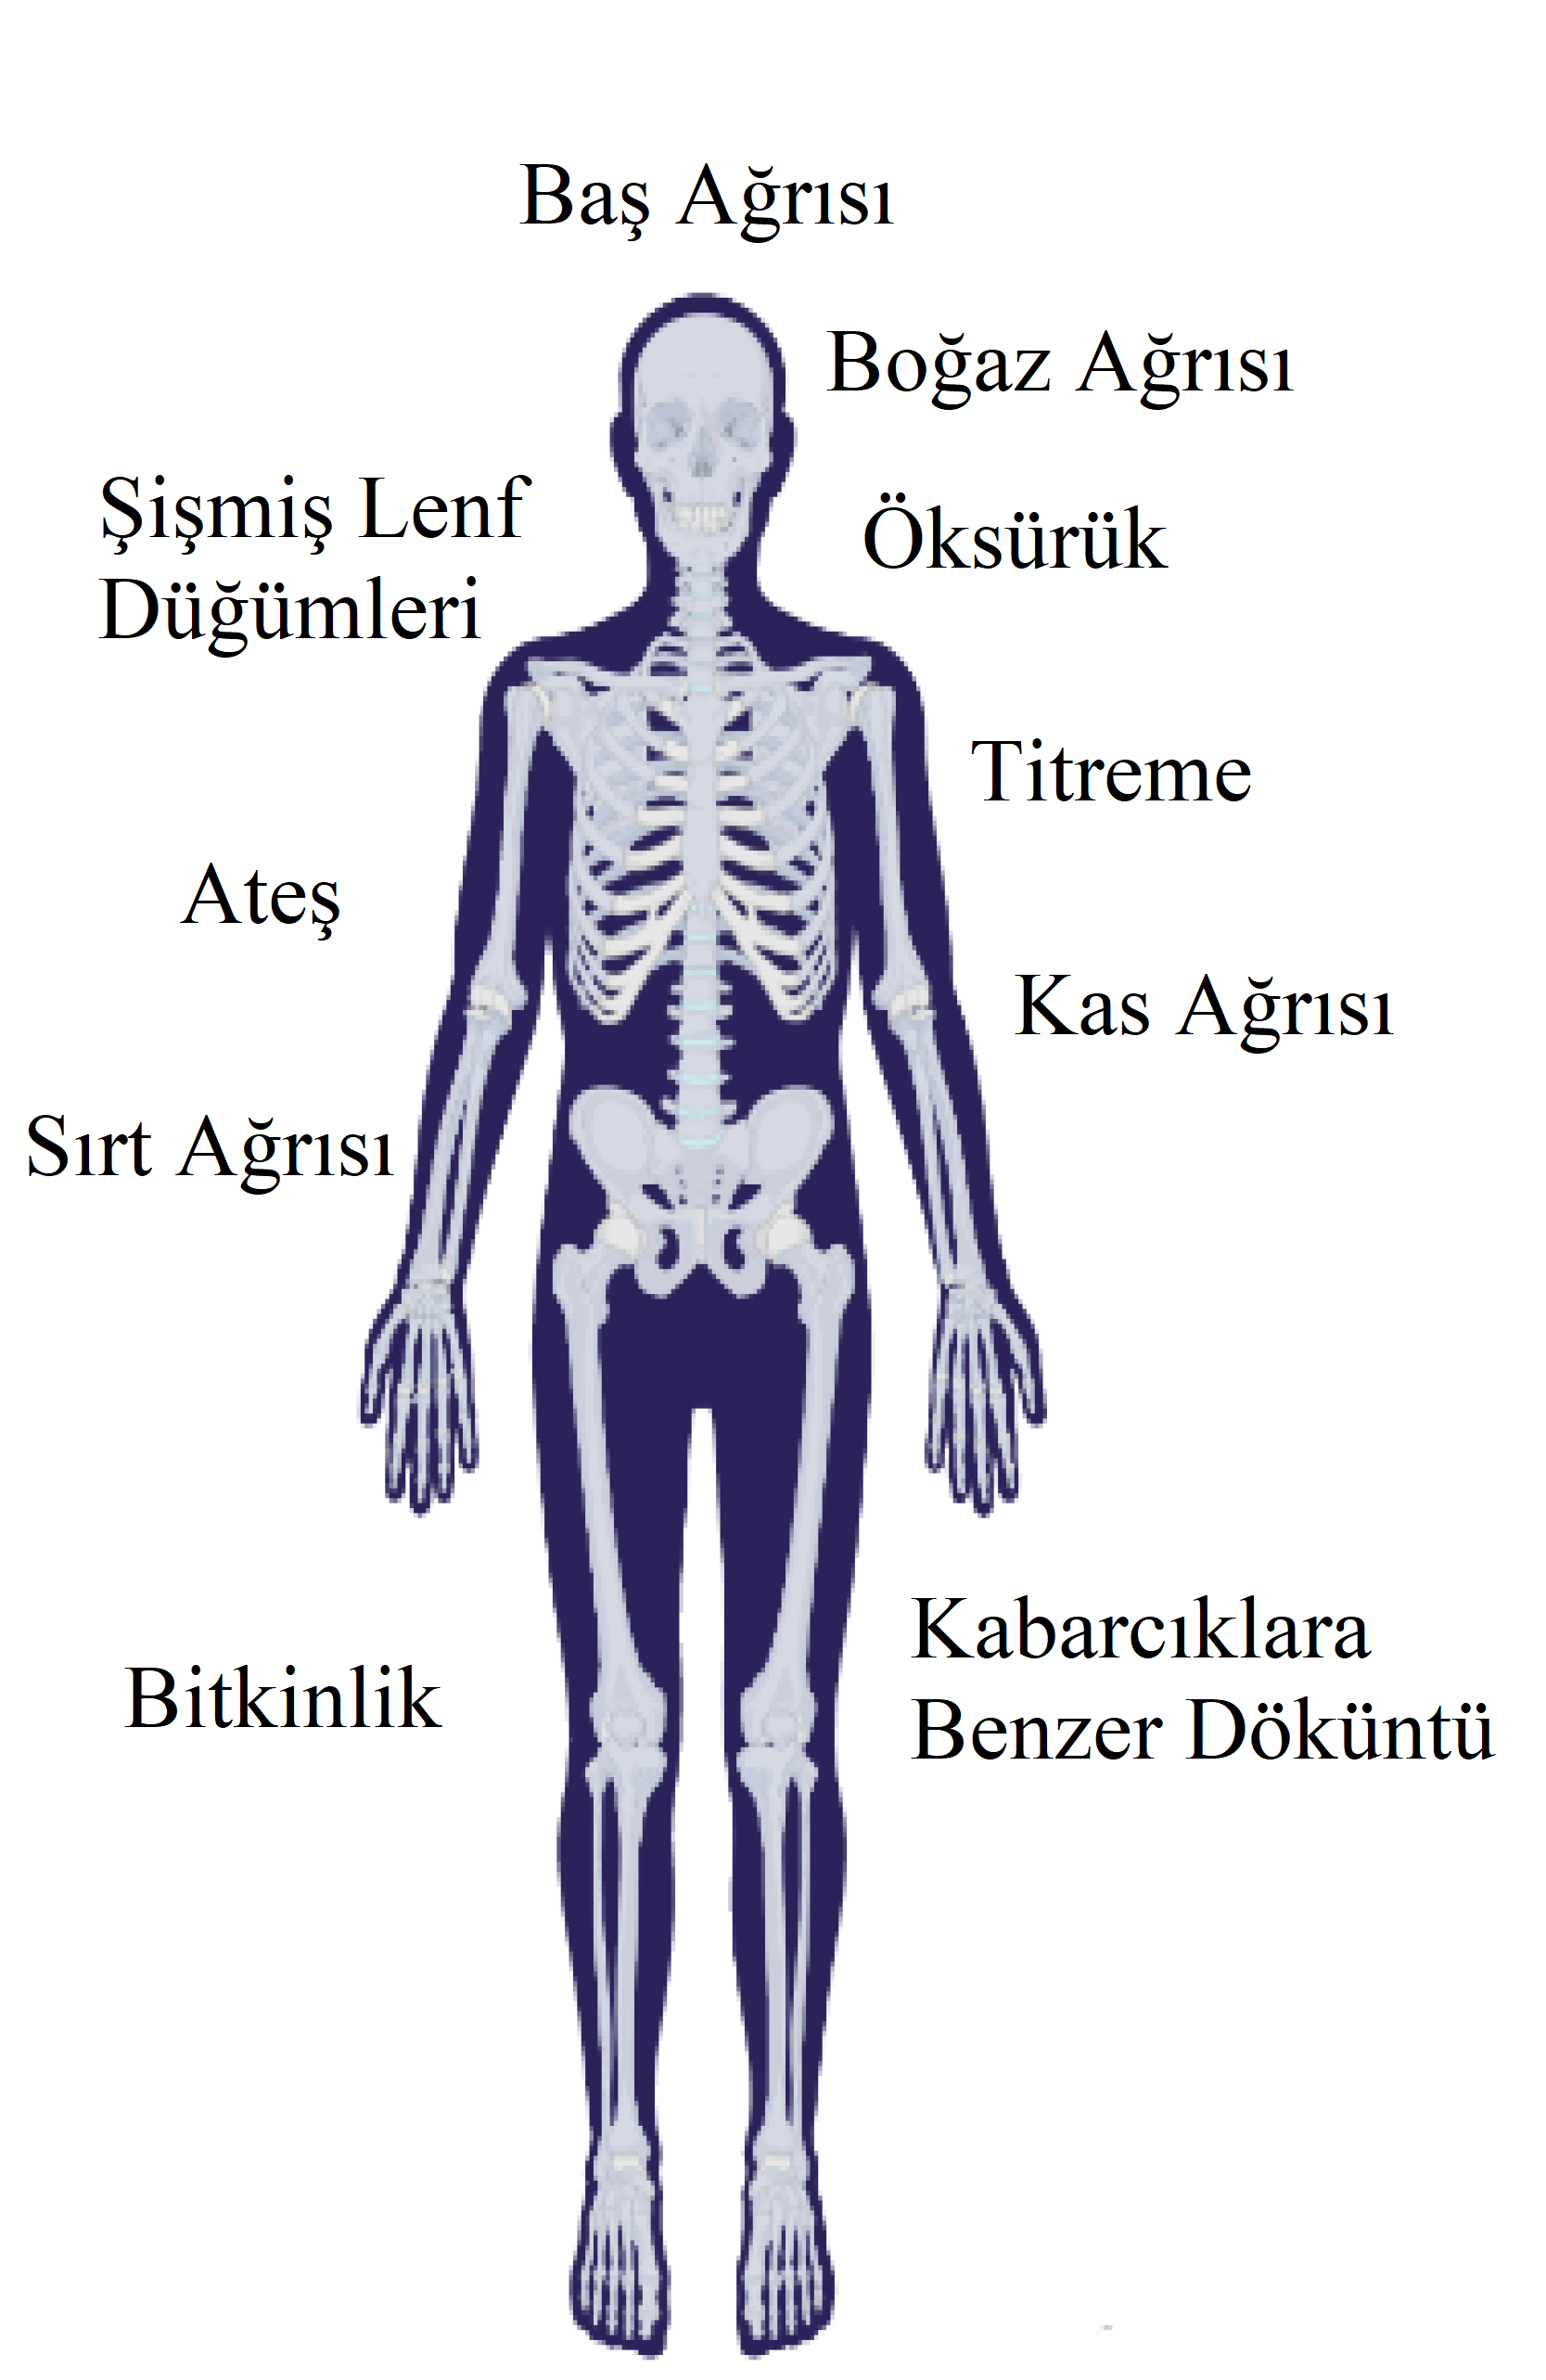 Baş Ağrısı
Boğaz Ağrısı
Şişmiş Lenf
Düğümleri
Öksürük
Titreme
Ateş
Kas Ağrısı
Sırt Ağrısı
Kabarcıklara
Benzer Döküntü
Bitkinlik